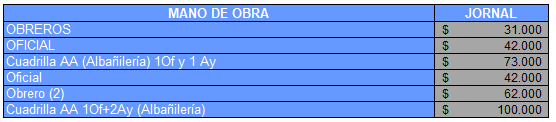 MANO DE OBRA JORNAL
OBREROS $ 31.000
OFICIAL $ 42.000
Cuadrilla AA (Albañilería) 1Of y 1 Ay $ 73.000
Oficial $ 42.000
Obrero (2) $ 62.000
Cuadrilla AA 1Of+2Ay (Albañilería) $ 100.000